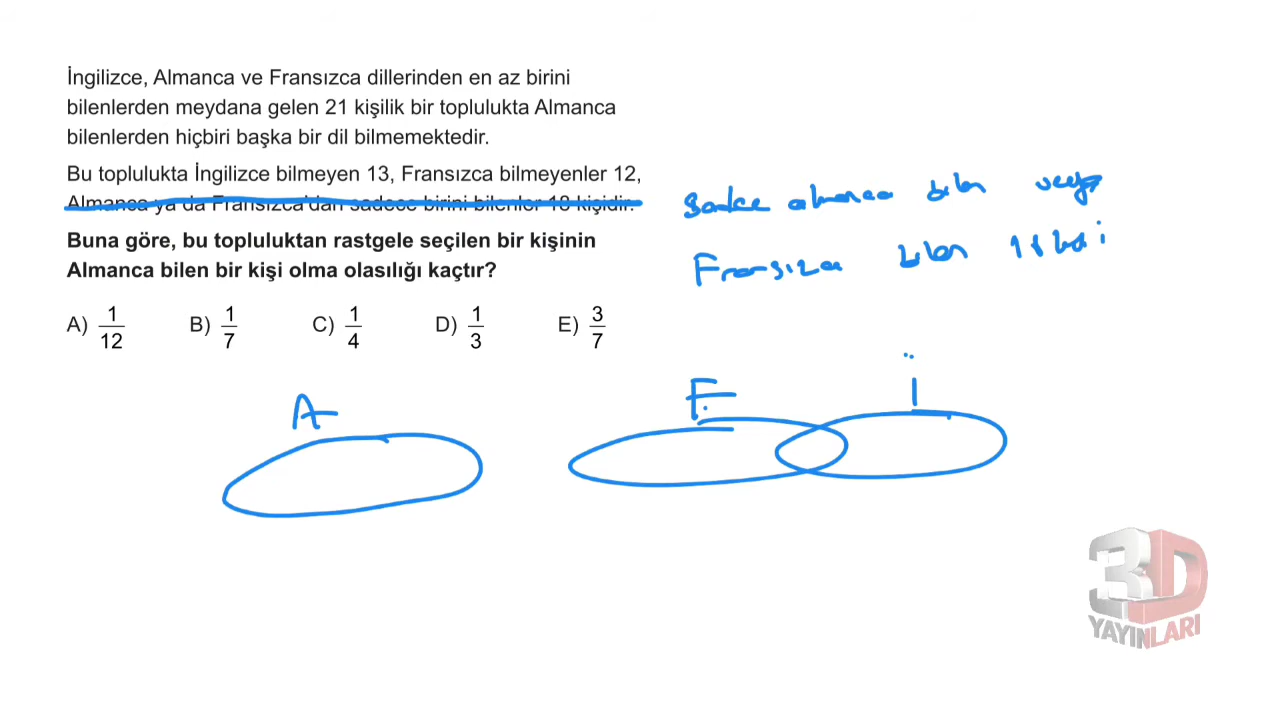 İngilizce, Almanca ve Fransızca dillerinden en az birini
bilenlerden meydana gelen 21 kişilik bir toplulukta Almanca
bilenlerden hiçbiri başka bir dil bilmemektedir.
Bu toplulukta İngilizce bilmeyen 13, Fransızca bilmeyenler 12,
Almanca ya da Fransızca'dan sadece birini bilenler 18 kişidir.
Buna göre, bu topluluktan rastgele seçilen bir kişinin
Almanca bilen bir kişi olma olasılığı kaçtır?
A) 1/12 B) 1/7 C) 1/4 D) 1/3 E) 3/7
Sadece almanca bilen veya
Fransızca bilen 18 kişi
A F İ
3D
YAYINLARI